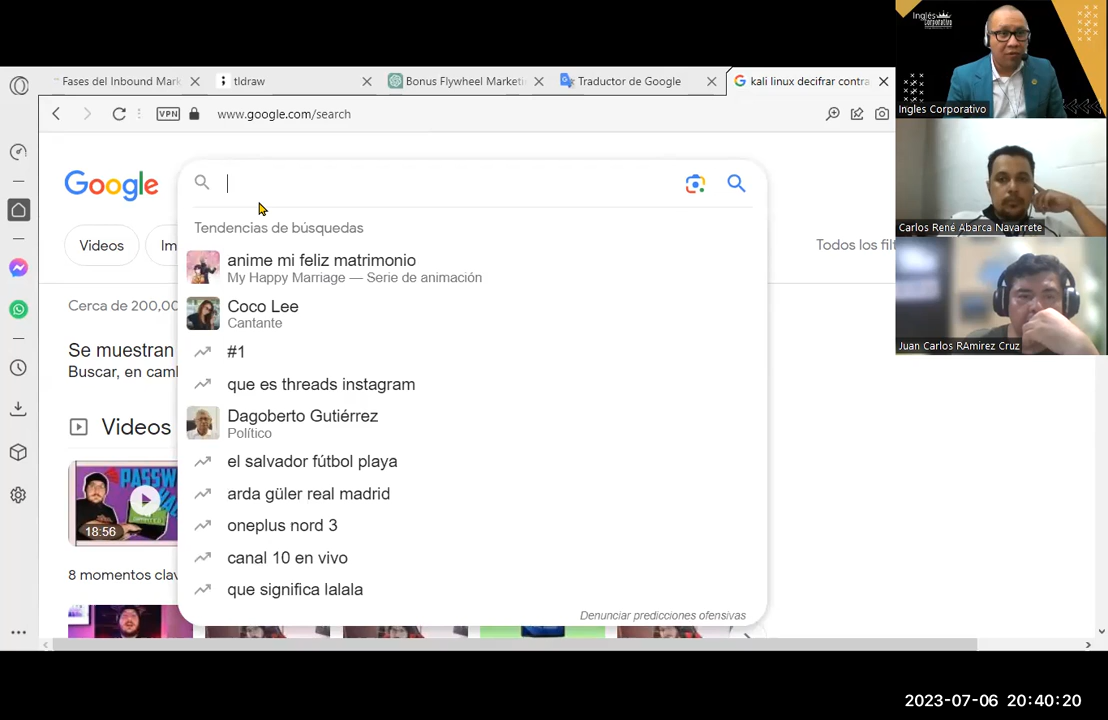 Fases del Inbound Mark
tldraw
Bonus Flywheel Marketi
Traductor de Google
kali linux decifrar contra
VPN
www.google.com/search
Google
Tendencias de búsquedas
anime mi feliz matrimonio
My Happy Marriage — Serie de animación
Coco Lee
Cantante
#1
que es threads instagram
Dagoberto Gutiérrez
Político
el salvador fútbol playa
arda güler real madrid
oneplus nord 3
canal 10 en vivo
que significa lalala
Denunciar predicciones ofensivas
Videos
Im
Todos los filt
Cerca de 200,00
Se muestran
Buscar, en camb
Videos
PASSW
18:56
8 momentos clav
Inglés
Corporativo
Ingles Corporativo
Carlos René Abarca Navarrete
Juan Carlos RAmirez Cruz
2023-07-06 20:40:20